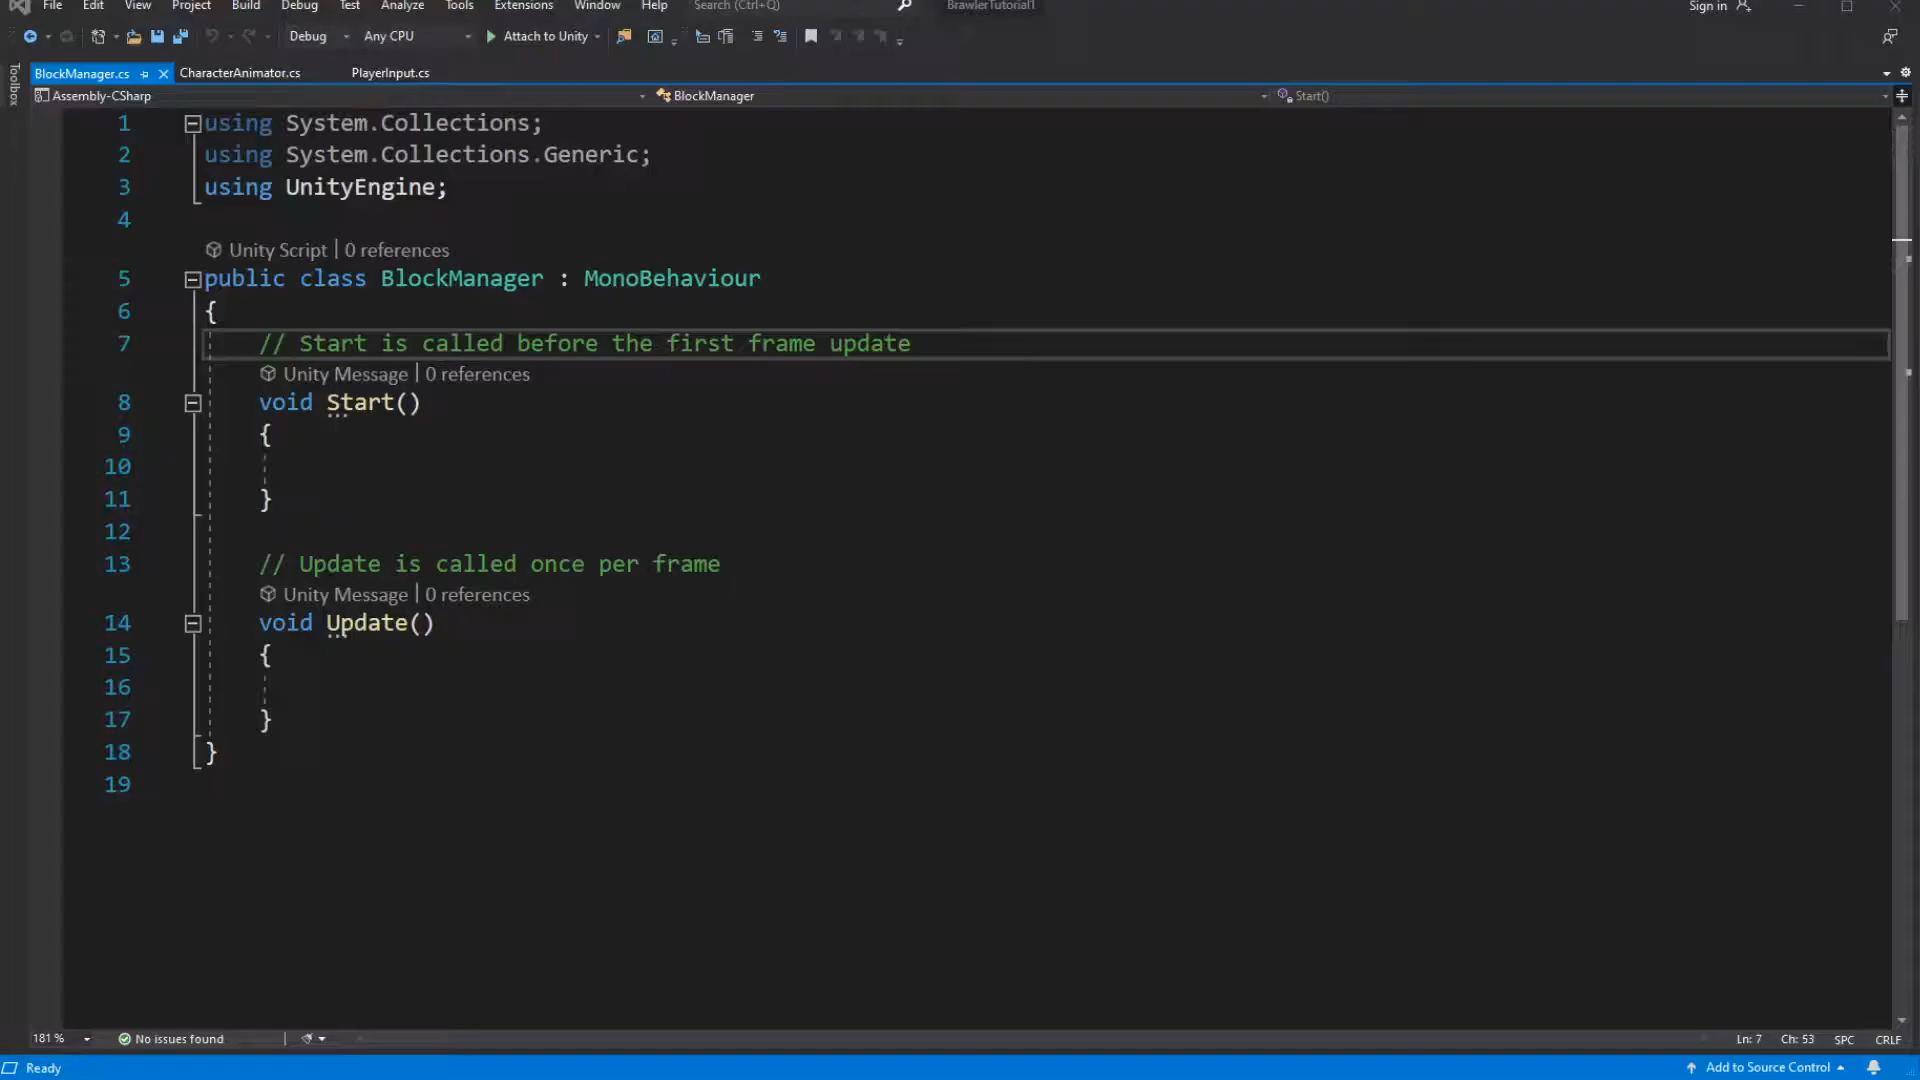 File Edit View Project Build Debug Test Analyze Tools Extensions Window Help Search (Ctrl+Q) BrawlerTutorial1 Sign in
Debug Any CPU Attach to Unity
Toolbox
BlockManager.cs CharacterAnimator.cs PlayerInput.cs
Assembly-CSharp BlockManager Start()
1 using System.Collections;
2 using System.Collections.Generic;
3 using UnityEngine;
4
Unity Script | 0 references
5 public class BlockManager : MonoBehaviour
6 {
7 // Start is called before the first frame update
Unity Message | 0 references
8 void Start()
9 {
10
11 }
12
13 // Update is called once per frame
Unity Message | 0 references
14 void Update()
15 {
16
17 }
18 }
19
181 % No issues found Ln: 7 Ch: 53 SPC CRLF
Ready Add to Source Control